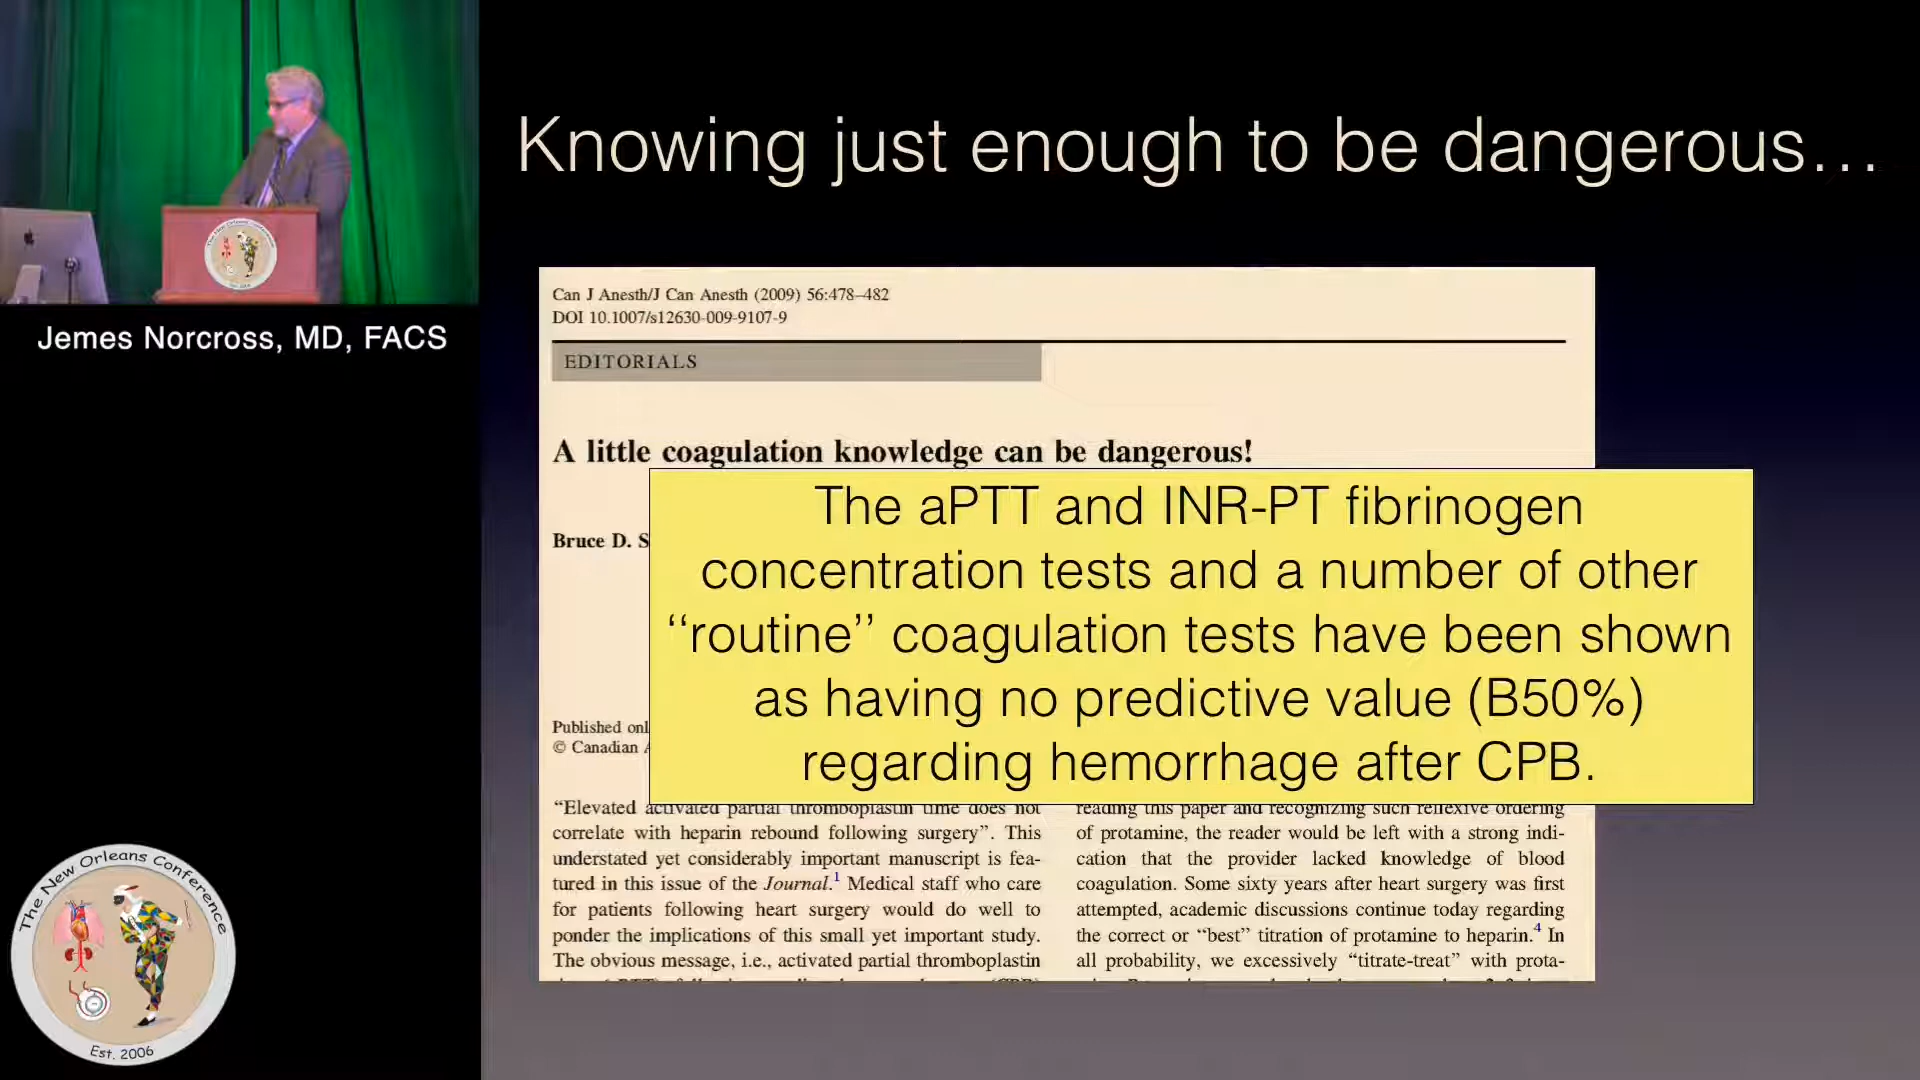 Knowing just enough to be dangerous...
Jemes Norcross, MD, FACS
Can J Anesth/J Can Anesth (2009) 56:478–482
DOI 10.1007/s12630-009-9107-9
EDITORIALS
A little coagulation knowledge can be dangerous!
Bruce D. S
The aPTT and INR-PT fibrinogen
concentration tests and a number of other
‘‘routine’’ coagulation tests have been shown
as having no predictive value (B50%)
regarding hemorrhage after CPB.
Published onl
© Canadian A
“Elevated activated partial thromboplastin time does not
correlate with heparin rebound following surgery”. This
understated yet considerably important manuscript is fea-
tured in this issue of the Journal.1 Medical staff who care
for patients following heart surgery would do well to
ponder the implications of this small yet important study.
The obvious message, i.e., activated partial thromboplastin
reading this paper and recognizing such reflexive ordering
of protamine, the reader would be left with a strong indi-
cation that the provider lacked knowledge of blood
coagulation. Some sixty years after heart surgery was first
attempted, academic discussions continue today regarding
the correct or “best” titration of protamine to heparin.4 In
all probability, we excessively “titrate-treat” with prota-
The New Orleans Conference
Est. 2006